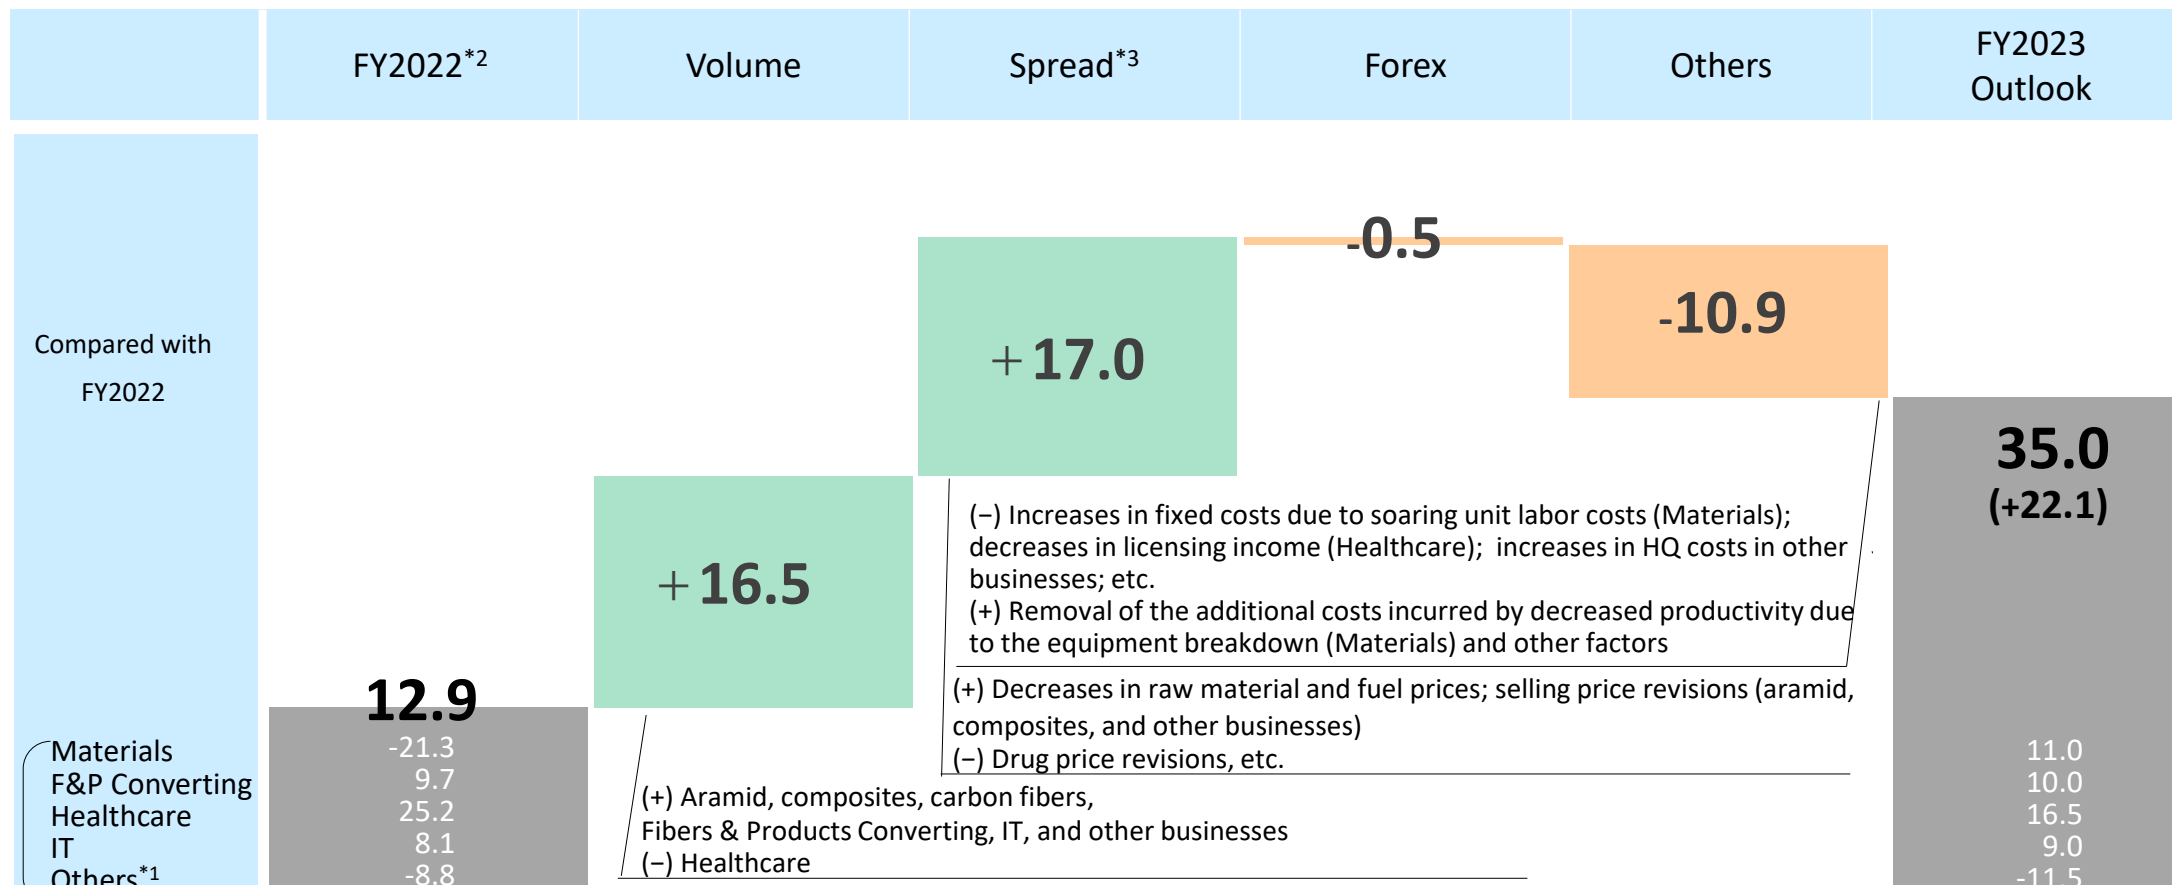 FY2022*2
Volume
Spread*3
Forex
Others
FY2023
Outlook
Compared with
FY2022
12.9
+16.5
+17.0
-0.5
-10.9
35.0
(+22.1)
(−) Increases in fixed costs due to soaring unit labor costs (Materials);
decreases in licensing income (Healthcare); increases in HQ costs in other
businesses; etc.
(+) Removal of the additional costs incurred by decreased productivity due
to the equipment breakdown (Materials) and other factors
(+) Decreases in raw material and fuel prices; selling price revisions (aramid,
composites, and other businesses)
(−) Drug price revisions, etc.
(+) Aramid, composites, carbon fibers,
Fibers & Products Converting, IT, and other businesses
(−) Healthcare
Materials -21.3 11.0
F&P Converting 9.7 10.0
Healthcare 25.2 16.5
IT 8.1 9.0
Others*1 -8.8 -11.5